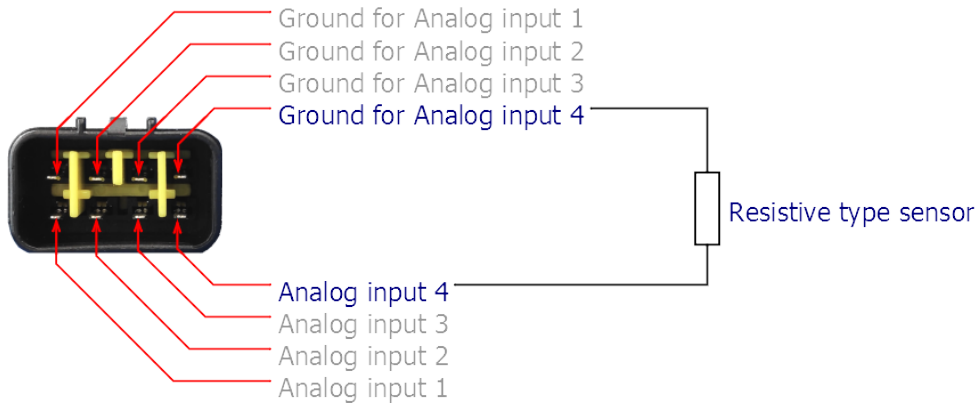 Ground for Analog input 1
Ground for Analog input 2
Ground for Analog input 3
Ground for Analog input 4
Resistive type sensor
Analog input 4
Analog input 3
Analog input 2
Analog input 1